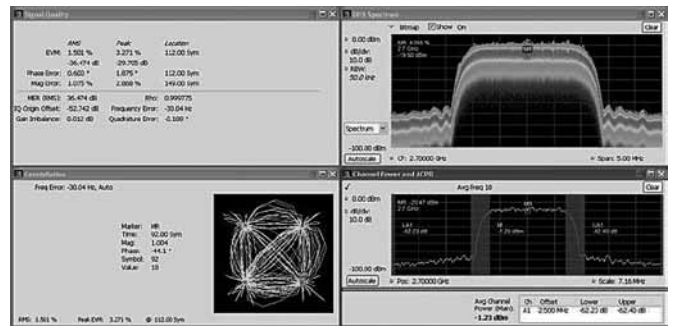 Signal Quality
RMS Peak Location
EVM: 1.501 % 3.271 % 112.00 Sym
-36.474 dB -29.705 dB
Phase Error: 0.600 ° 1.875 ° 112.00 Sym
Mag Error: 1.075 % 2.868 % 149.00 Sym
MER (RMS): 36.474 dB Rho: 0.999775
IQ Origin Offset: -52.742 dB Frequency Error: -30.04 Hz
Gain Imbalance: 0.012 dB Quadrature Error: -0.100 °
DPX Spectrum
Bitmap Show On Clear
0.00 dBm
dB/div:
10.0 dB
RBW:
50.0 kHz
Spectrum
-100.00 dBm
Autoscale CF: 2.70000 GHz Span: 5.00 MHz
Constellation
Freq Error: -30.04 Hz, Auto
Marker: MR
Time: 92.00 Sym
Mag: 1.004
Phase: -44.1 °
Symbol: 92
Value: 10
RMS: 1.501 % Peak EVM: 3.271 % @ 112.00 Sym
Channel Power and ACPR
Avg Freq 10 Clear
0.00 dBm
dB/div:
10.0 dB
-100.00 dBm
Autoscale Pos: 2.70000 GHz Scale: 7.16 MHz
Avg Channel
Power (Main):
-1.23 dBm
Ch Offset Lower Upper
A1 2.500 MHz -62.23 dB -62.40 dB